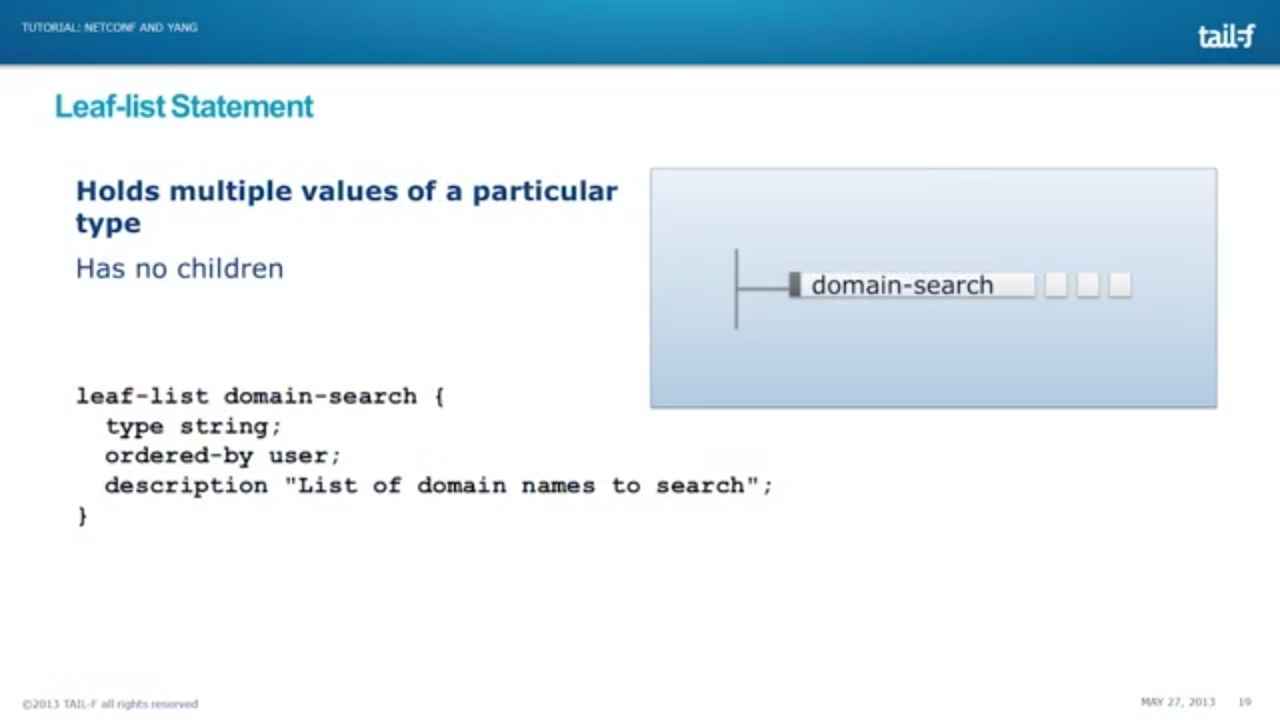 TUTORIAL: NETCONF AND YANG
tail-f
Leaf-list Statement
Holds multiple values of a particular
type
Has no children
domain-search
leaf-list domain-search {
  type string;
  ordered-by user;
  description "List of domain names to search";
}
©2013 TAIL-F all rights reserved
MAY 27, 2013 19